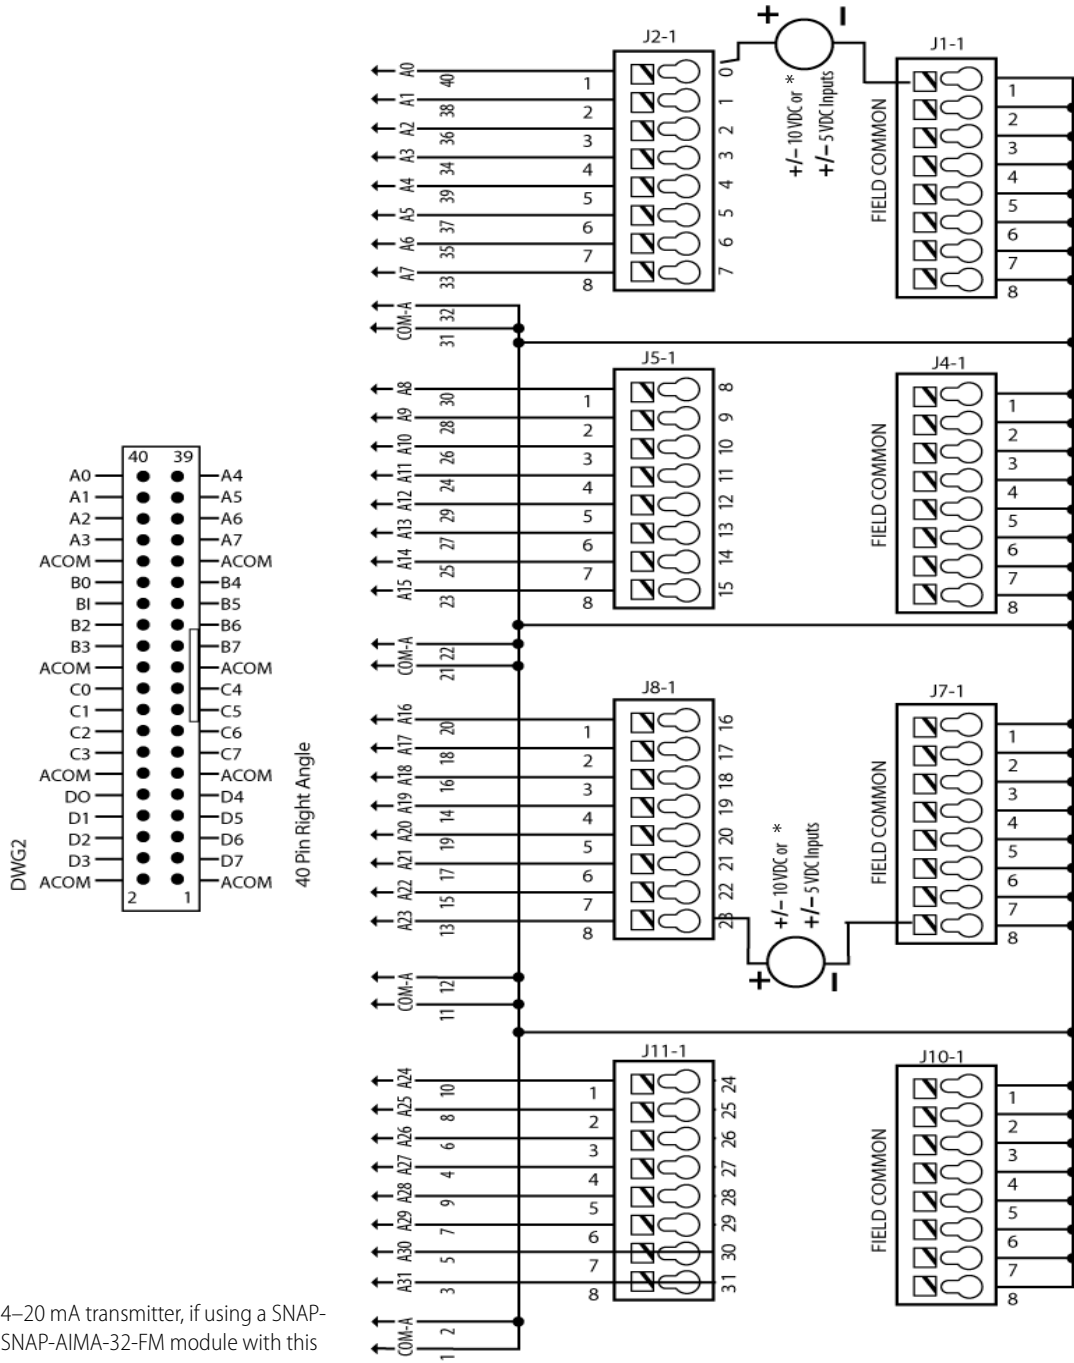 J2-1
+
–
J1-1
A0 40 1 0
A1 38 2 1
A2 36 3 2
A3 34 4 3
A4 39 5 4
A5 37 6 5
A6 35 7 6
A7 33 8 7
+/– 10 VDC or *
+/– 5 VDC Inputs
FIELD COMMON
1
2
3
4
5
6
7
8
COM-A
32
31
J5-1
J4-1
A8 30 1 8
A9 28 2 9
A10 26 3 10
A11 24 4 11
A12 29 5 12
A13 27 6 13
A14 25 7 14
A15 23 8 15
FIELD COMMON
1
2
3
4
5
6
7
8
COM-A
22
21
J8-1
J7-1
A16 20 1 16
A17 18 2 17
A18 16 3 18
A19 14 4 19
A20 19 5 20
A21 17 6 21
A22 15 7 22
A23 13 8 23
+/– 10 VDC or *
+/– 5 VDC Inputs
+
–
FIELD COMMON
1
2
3
4
5
6
7
8
COM-A
12
11
J11-1
J10-1
A24 10 1 24
A25 8 2 25
A26 6 3 26
A27 4 4 27
A28 9 5 28
A29 7 6 29
A30 5 7 30
A31 3 8 31
FIELD COMMON
1
2
3
4
5
6
7
8
COM-A
2
1
40 39
A0 A4
A1 A5
A2 A6
A3 A7
ACOM ACOM
B0 B4
BI B5
B2 B6
B3 B7
ACOM ACOM
C0 C4
C1 C5
C2 C6
C3 C7
ACOM ACOM
DO D4
D1 D5
D2 D6
D3 D7
ACOM ACOM
2 1
DWG2
40 Pin Right Angle
4–20 mA transmitter, if using a SNAP-
SNAP-AIMA-32-FM module with this